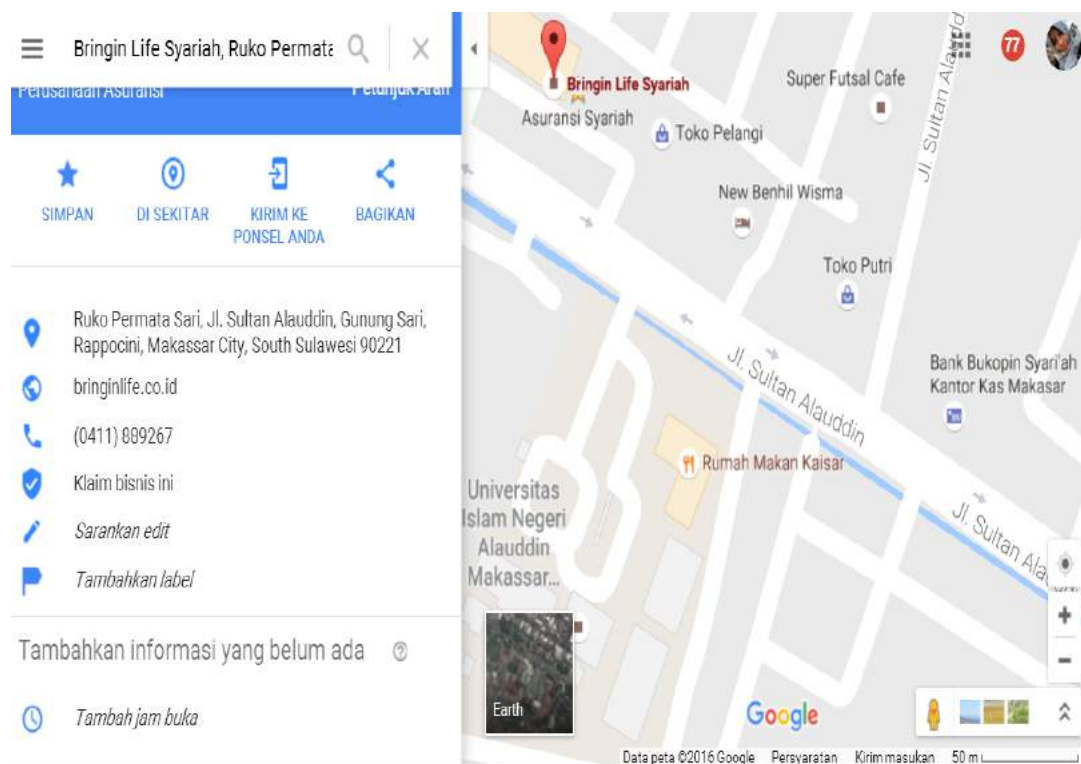 Bringin Life Syariah, Ruko Permata
Perusahaan Asuransi
Petunjuk Arah
SIMPAN
DI SEKITAR
KIRIM KE
PONSEL ANDA
BAGIKAN
Ruko Permata Sari, Jl. Sultan Alauddin, Gunung Sari,
Rappocini, Makassar City, South Sulawesi 90221
bringinlife.co.id
(0411) 889267
Klaim bisnis ini
Sarankan edit
Tambahkan label
Tambahkan informasi yang belum ada
Tambah jam buka
77
Bringin Life Syariah
Asuransi Syariah
Toko Pelangi
Super Futsal Cafe
Jl. Sultan Alaudd
New Benhil Wisma
Toko Putri
Jl. Sultan Alauddin
Bank Bukopin Syari'ah
Kantor Kas Makasar
Rumah Makan Kaisar
Universitas
Islam Negeri
Alauddin
Makassar...
Jl. Sultan Ala
Earth
Google
Data peta ©2016 Google Persyaratan Kirim masukan 50 m